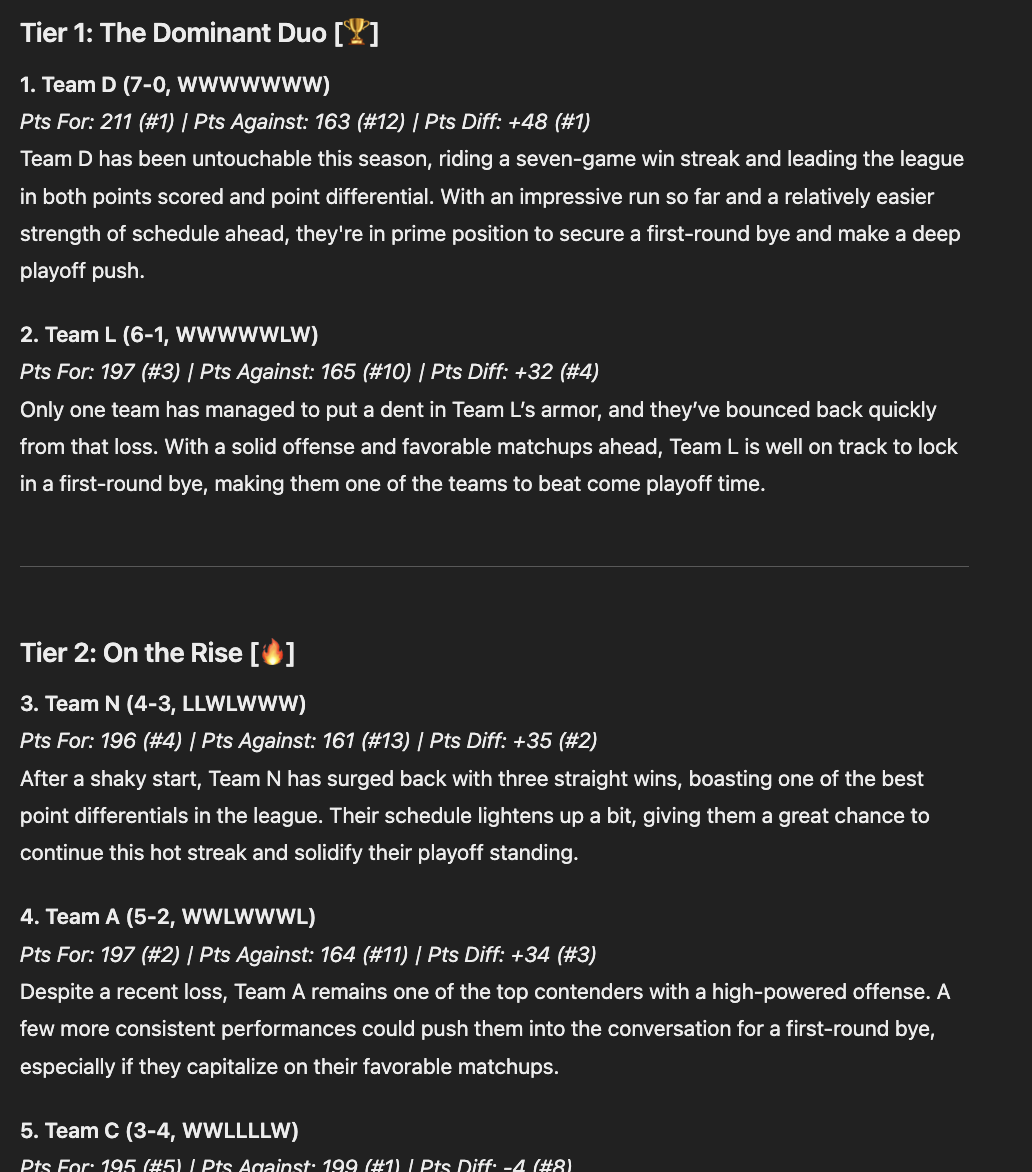 Tier 1: The Dominant Duo [🏆]
1. Team D (7-0, WWWWWWW)
Pts For: 211 (#1) | Pts Against: 163 (#12) | Pts Diff: +48 (#1)
Team D has been untouchable this season, riding a seven-game win streak and leading the league
in both points scored and point differential. With an impressive run so far and a relatively easier
strength of schedule ahead, they're in prime position to secure a first-round bye and make a deep
playoff push.
2. Team L (6-1, WWWWWLW)
Pts For: 197 (#3) | Pts Against: 165 (#10) | Pts Diff: +32 (#4)
Only one team has managed to put a dent in Team L’s armor, and they’ve bounced back quickly
from that loss. With a solid offense and favorable matchups ahead, Team L is well on track to lock
in a first-round bye, making them one of the teams to beat come playoff time.
Tier 2: On the Rise [🔥]
3. Team N (4-3, LLWLWWW)
Pts For: 196 (#4) | Pts Against: 161 (#13) | Pts Diff: +35 (#2)
After a shaky start, Team N has surged back with three straight wins, boasting one of the best
point differentials in the league. Their schedule lightens up a bit, giving them a great chance to
continue this hot streak and solidify their playoff standing.
4. Team A (5-2, WWLWWWL)
Pts For: 197 (#2) | Pts Against: 164 (#11) | Pts Diff: +34 (#3)
Despite a recent loss, Team A remains one of the top contenders with a high-powered offense. A
few more consistent performances could push them into the conversation for a first-round bye,
especially if they capitalize on their favorable matchups.
5. Team C (3-4, WWLLLLW)
Pts For: 195 (#5) | Pts Against: 199 (#1) | Pts Diff: -4 (#8)